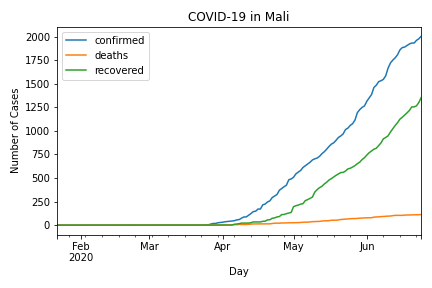 COVID-19 in Mali
confirmed
deaths
recovered
Number of Cases
2000
1750
1500
1250
1000
750
500
250
0
Feb
2020
Mar
Apr
May
Jun
Day